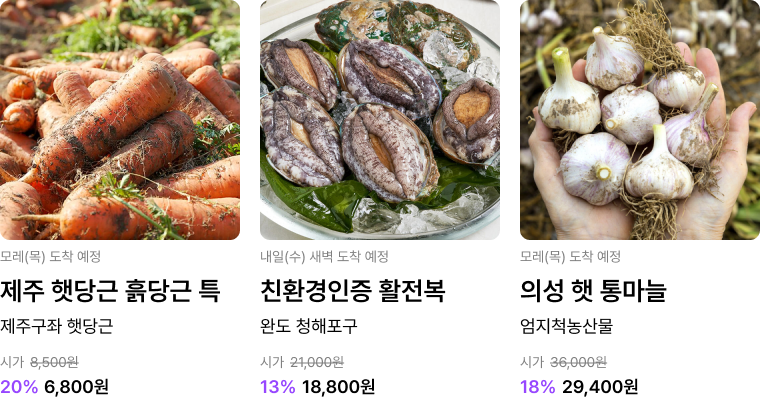 모레(목) 도착 예정
제주 햇당근 흙당근 특
제주구좌 햇당근
시가 8,500원
20% 6,800원
내일(수) 새벽 도착 예정
친환경인증 활전복
완도 청해포구
시가 21,000원
13% 18,800원
모레(목) 도착 예정
의성 햇 통마늘
엄지척농산물
시가 36,000원
18% 29,400원